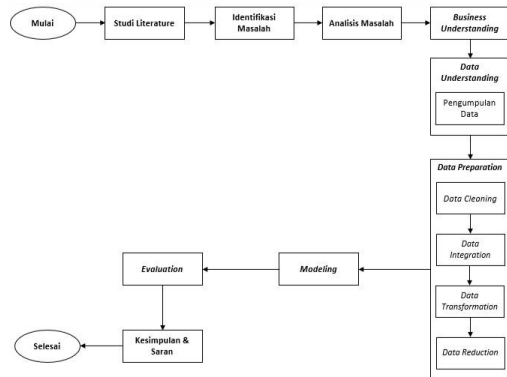 Mulai
Studi Literature
Identifikasi
Masalah
Analisis Masalah
Business
Understanding
Data
Understanding
Pengumpulan
Data
Data Preparation
Data Cleaning
Data
Integration
Data
Transformation
Data Reduction
Modeling
Evaluation
Kesimpulan &
Saran
Selesai